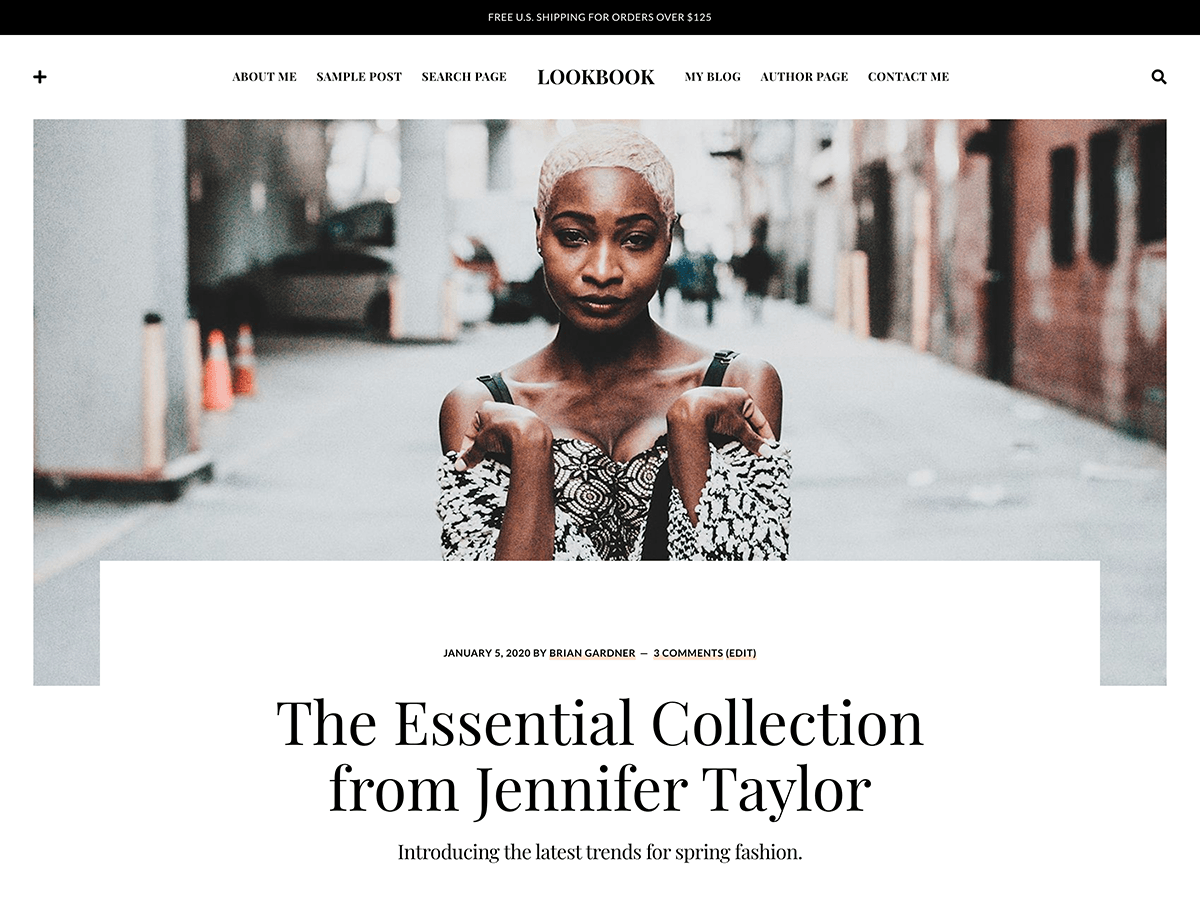 FREE U.S. SHIPPING FOR ORDERS OVER $125
ABOUT ME SAMPLE POST SEARCH PAGE LOOKBOOK MY BLOG AUTHOR PAGE CONTACT ME
JANUARY 5, 2020 BY BRIAN GARDNER — 3 COMMENTS (EDIT)
The Essential Collection
from Jennifer Taylor
Introducing the latest trends for spring fashion.